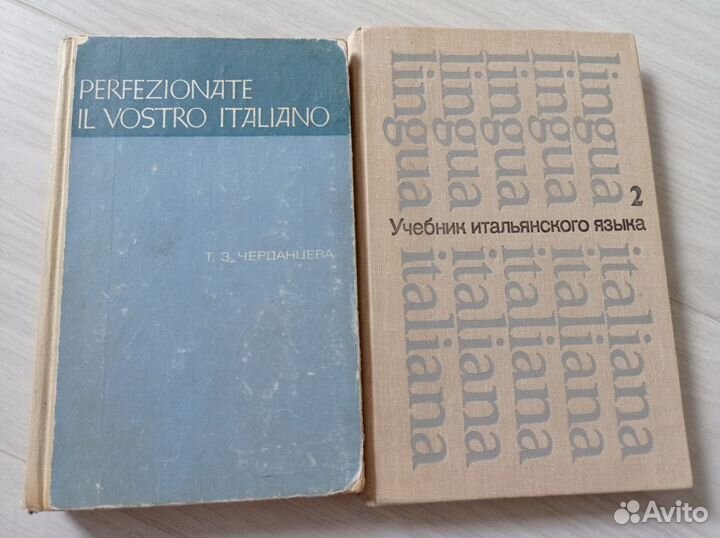 PERFEZIONATE
IL VOSTRO ITALIANO
Т. З. ЧЕРДАНЦЕВА
lingua
lingua
lingua
lingua
lingua
2
Учебник итальянского языка
italiana
italiana
italiana
italiana
italiana
Avito